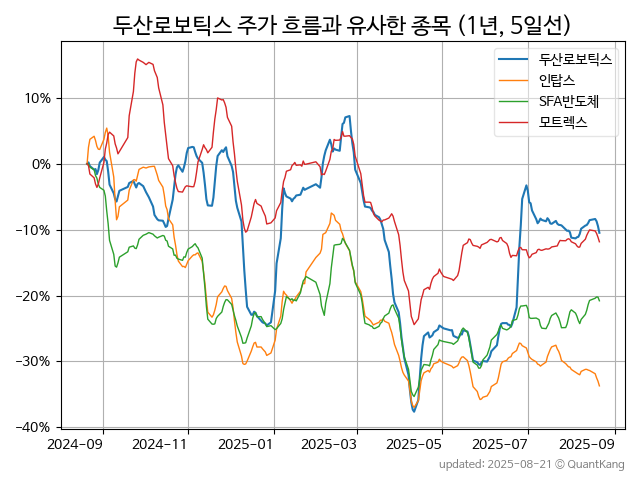 두산로보틱스 주가 흐름과 유사한 종목 (1년, 5일선)
두산로보틱스
인탑스
SFA반도체
모트렉스
10%
0%
−10%
−20%
−30%
−40%
2024-09 2024-11 2025-01 2025-03 2025-05 2025-07 2025-09
updated: 2025-08-21 © QuantKang